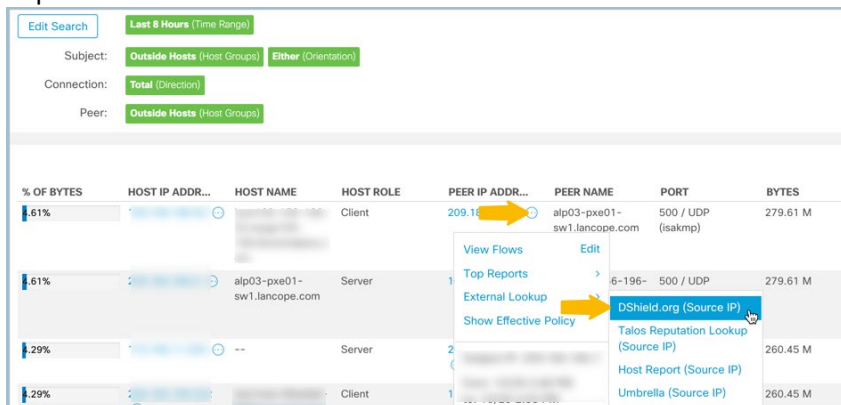 Edit Search
Last 8 Hours (Time Range)
Subject:
Outside Hosts (Host Groups) Either (Orientation)
Connection:
Total (Direction)
Peer:
Outside Hosts (Host Groups)
% OF BYTES HOST IP ADDR... HOST NAME HOST ROLE PEER IP ADDR... PEER NAME PORT BYTES
4.61% Client 209.18 alp03-pxe01- 500 / UDP 279.61 M
sw1.lancope.com (isakmp)
View Flows Edit
Top Reports >
4.61% alp03-pxe01- Server 6-196- 500 / UDP 279.61 M
sw1.lancope.com
External Lookup >
DShield.org (Source IP)
Show Effective Policy
Talos Reputation Lookup
(Source IP)
4.29% -- Server 260.45 M
Host Report (Source IP)
4.29% Client Umbrella (Source IP) 260.45 M